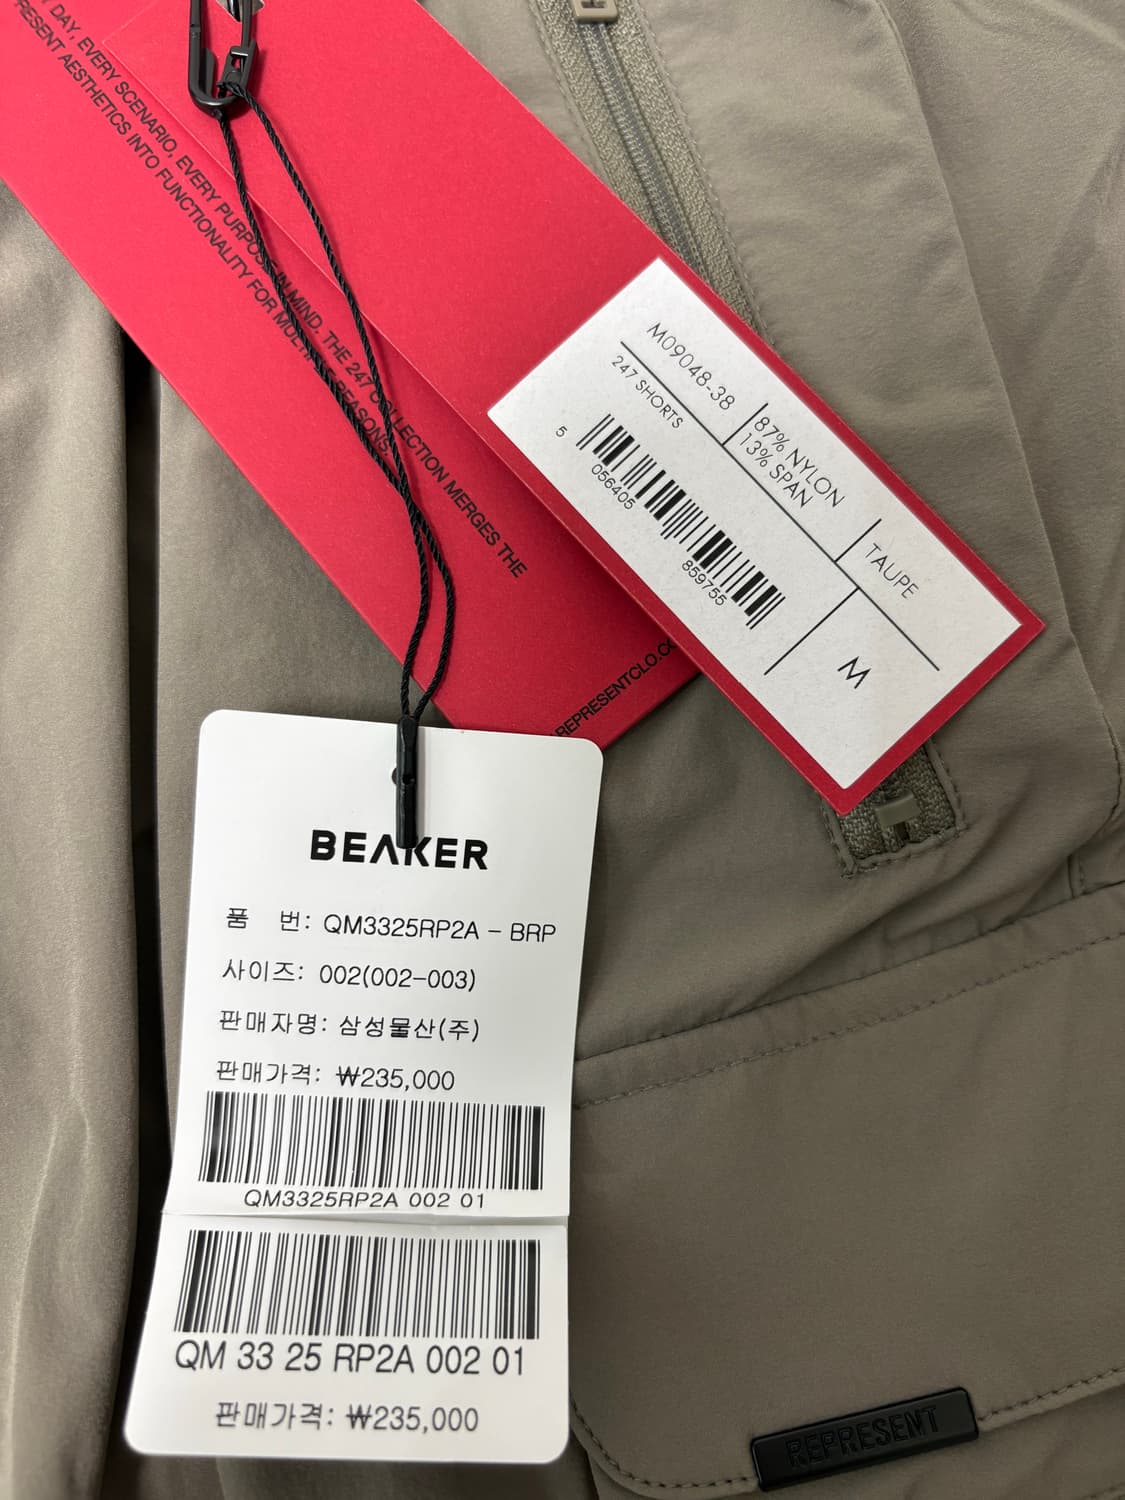 DAY, EVERY SCENARIO, EVERY PURPOSE IN MIND. THE 247 COLLECTION MERGES THE
AESTHETICS INTO FUNCTIONALITY FOR REASONS.
REPRESENTCLO.CO
M09048-38
87% NYLON
13% SPAN
TAUPE
247 SHORTS
5 056405 859755
M
BEAKER
품 번: QM3325RP2A - BRP
사이즈: 002(002-003)
판매자명: 삼성물산(주)
판매가격: ₩235,000
QM3325RP2A 002 01
QM 33 25 RP2A 002 01
판매가격: ₩235,000
REPRESENT